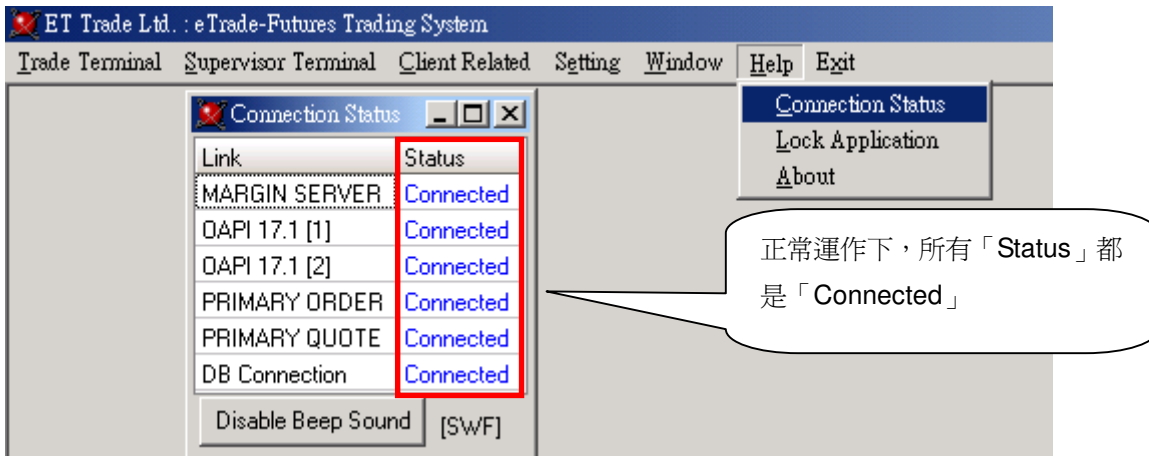 ET Trade Ltd. : eTrade-Futures Trading System
Trade Terminal Supervisor Terminal Client Related Setting Window Help Exit
Connection Status
Lock Application
About
Connection Status
Link Status
MARGIN SERVER Connected
OAPI 17.1 [1] Connected
OAPI 17.1 [2] Connected
PRIMARY ORDER Connected
PRIMARY QUOTE Connected
DB Connection Connected
Disable Beep Sound [SWF]
正常運作下，所有「Status」都
是「Connected」